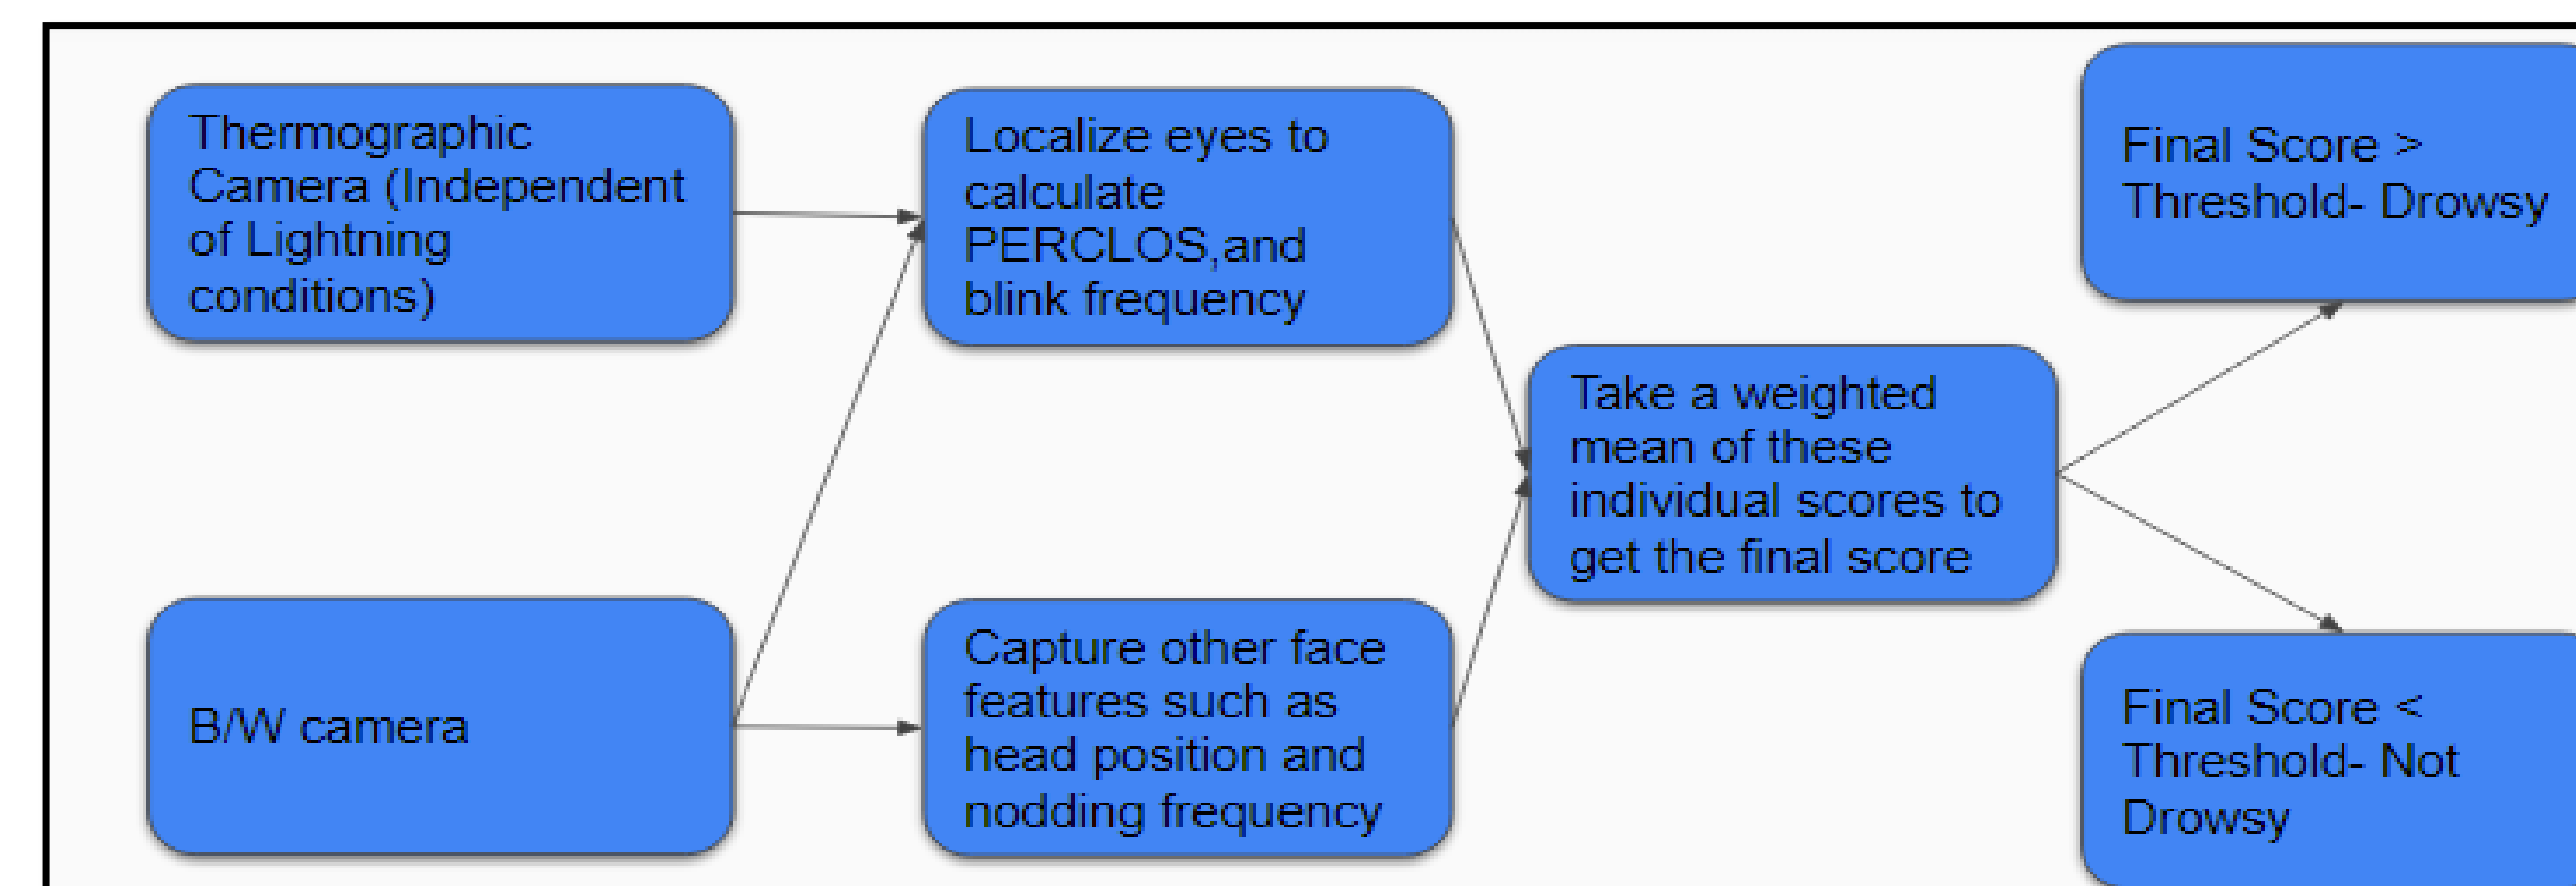 Thermographic
Camera (Independent
of Lightning
conditions)
Localize eyes to
calculate
PERCLOS,and
blink frequency
Final Score >
Threshold- Drowsy
Take a weighted
mean of these
individual scores to
get the final score
B/W camera
Capture other face
features such as
head position and
nodding frequency
Final Score <
Threshold- Not
Drowsy